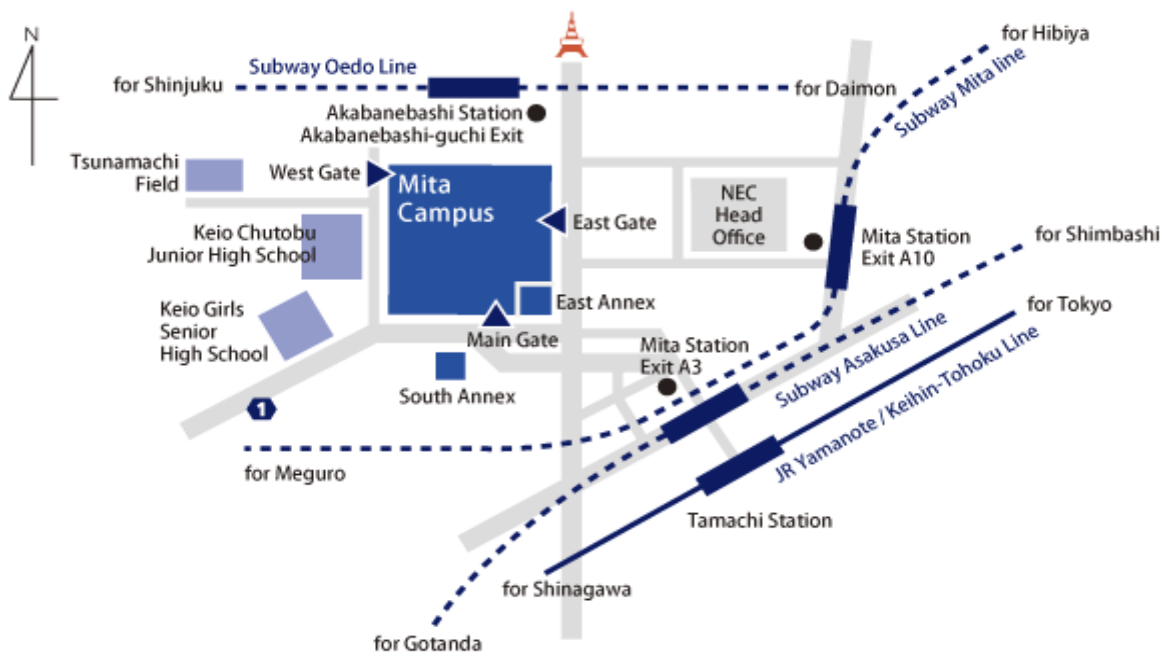 N
for Hibiya
Subway Oedo Line
for Shinjuku
for Daimon
Subway Mita line
Akabanebashi Station
Akabanebashi-guchi Exit
Tsunamachi
Field
West Gate
Mita
Campus
NEC
Head
Office
East Gate
Keio Chutobu
Junior High School
Mita Station
Exit A10
for Shimbashi
East Annex
Keio Girls
Senior
High School
Main Gate
for Tokyo
Mita Station
Exit A3
Subway Asakusa Line
South Annex
JR Yamanote / Keihin-Tohoku Line
1
for Meguro
Tamachi Station
for Shinagawa
for Gotanda